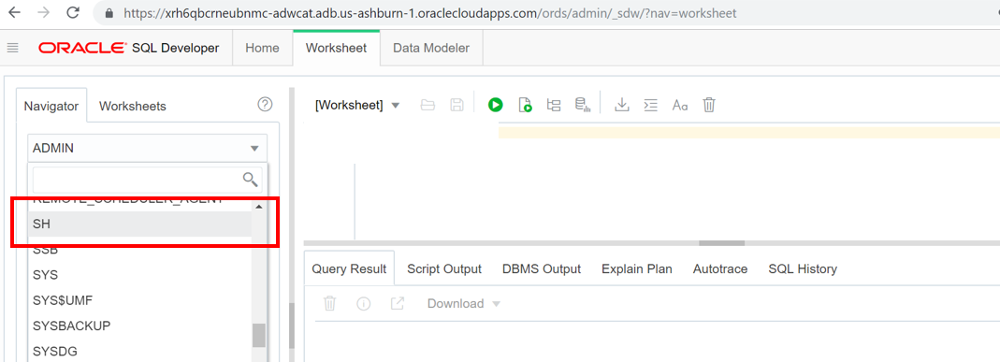 https://xrh6qbcrneubnmc-adwcat.adb.us-ashburn-1.oraclecloudapps.com/ords/admin/_sdw/?nav=worksheet
ORACLE SQL Developer Home Worksheet Data Modeler
Navigator Worksheets ?
[Worksheet] Aa
ADMIN
REMOTE_SCHEDULER_AGENT
SH
SSB
SYS
SYS$UMF
SYSBACKUP
SYSDG
Query Result Script Output DBMS Output Explain Plan Autotrace SQL History
Download